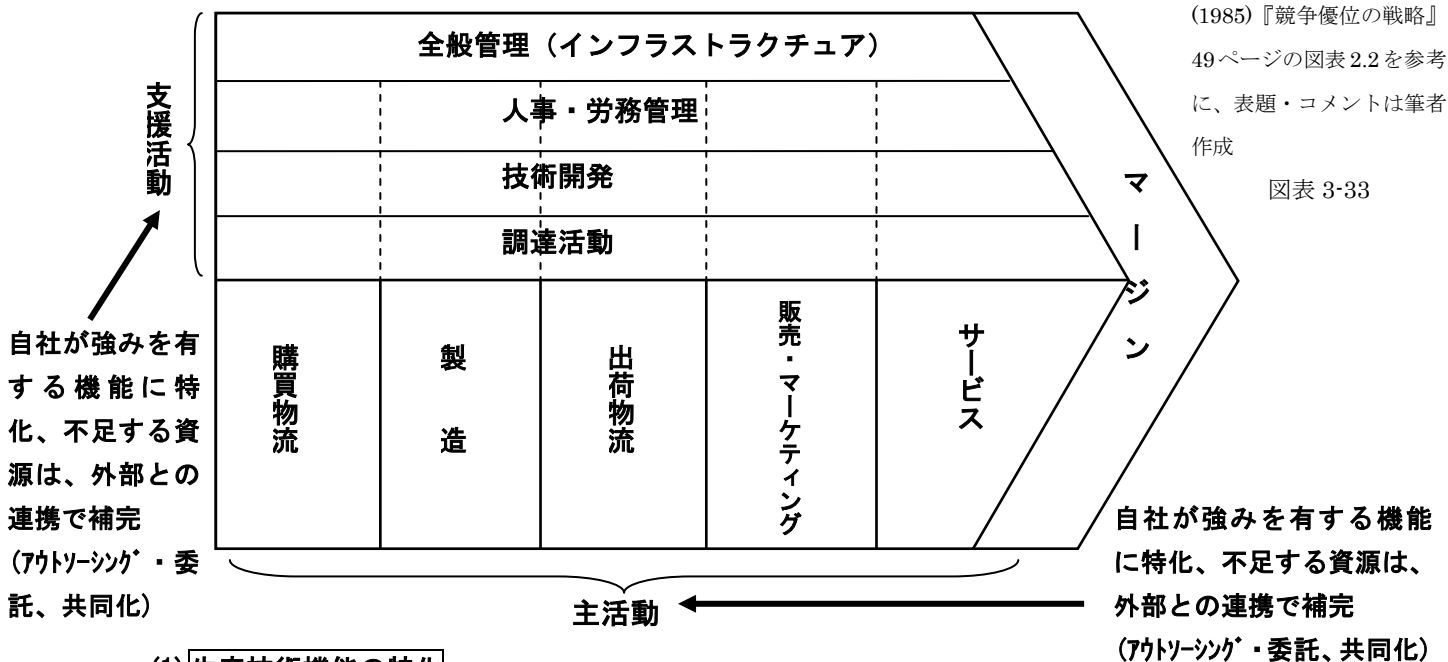 (1985)『競争優位の戦略』
49ページの図表2.2を参考
に、表題・コメントは筆者
作成
図表 3-33
支援活動
全般管理（インフラストラクチュア）
人事・労務管理
技術開発
調達活動
マージン
購買物流
製造
出荷物流
販売・マーケティング
サービス
主活動
自社が強みを有
する機能に特
化、不足する資
源は、外部との
連携で補完
(ｱｳﾄｿｰｼﾝｸﾞ・委
託、共同化)
自社が強みを有する機能
に特化、不足する資源は、
外部との連携で補完
(ｱｳﾄｿｰｼﾝｸﾞ・委託、共同化)